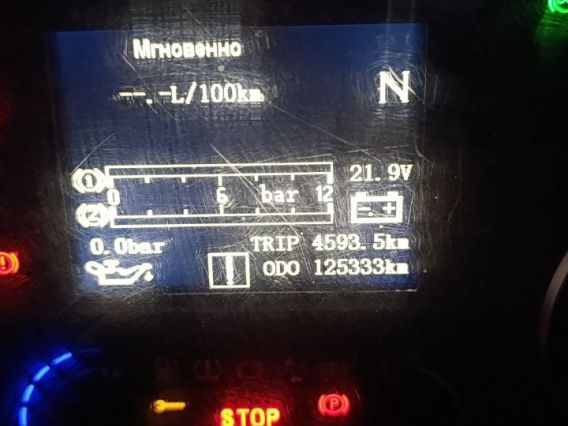 Мгновенно
--.-L/100km
N
1
0 6 bar 12
2
21.9V
0.0bar
TRIP 4593.5km
! ODO 125333km
STOP
P